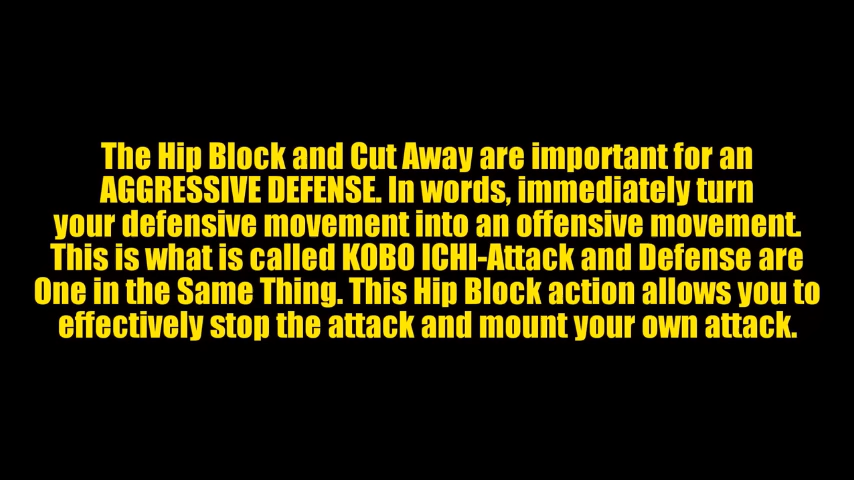 The Hip Block and Cut Away are important for an
AGGRESSIVE DEFENSE. In words, immediately turn
your defensive movement into an offensive movement.
This is what is called KOBO ICHI-Attack and Defense are
One in the Same Thing. This Hip Block action allows you to
effectively stop the attack and mount your own attack.